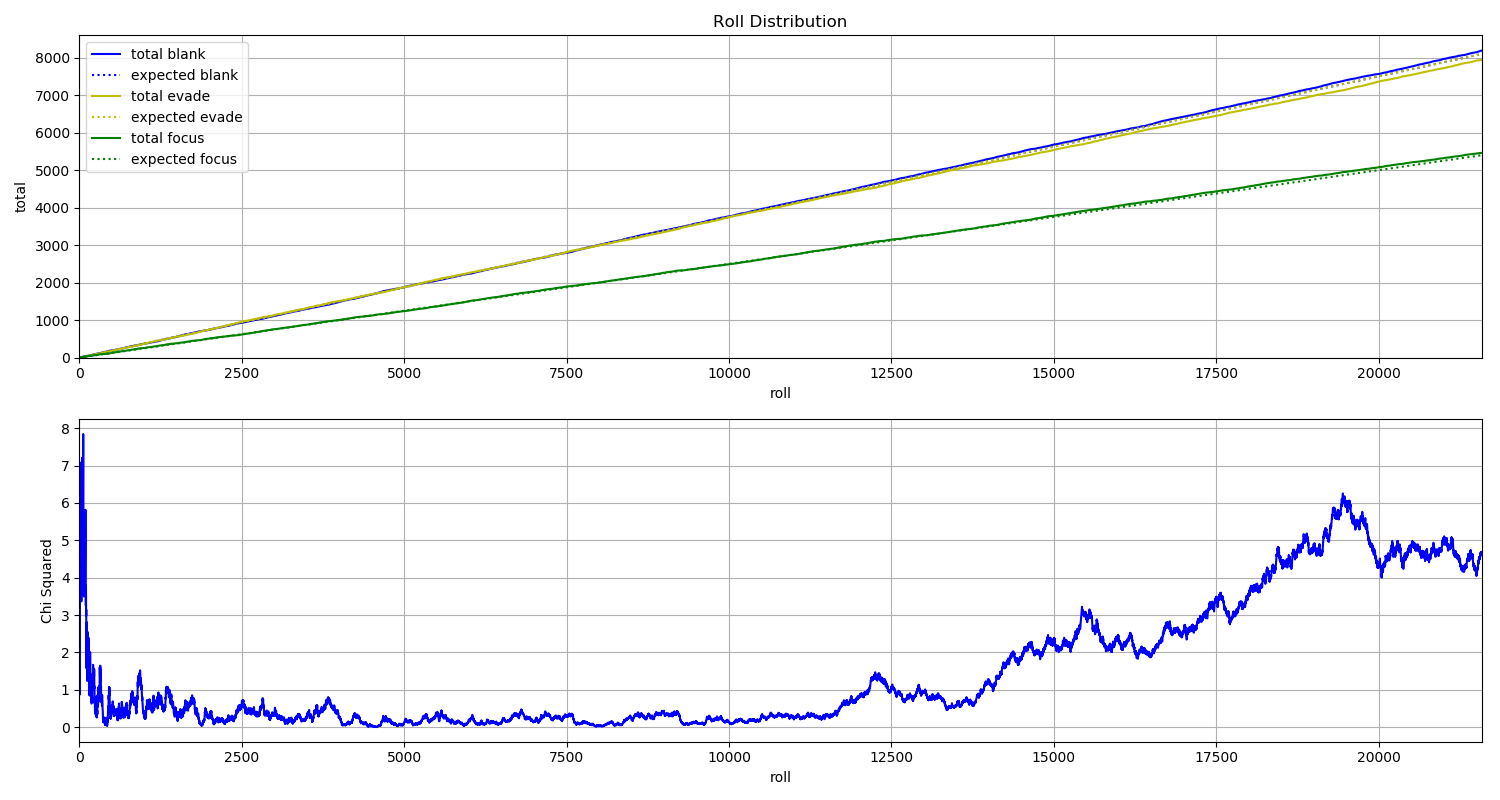 Roll Distribution
total
8000
7000
6000
5000
4000
3000
2000
1000
0
total blank
expected blank
total evade
expected evade
total focus
expected focus
0 2500 5000 7500 10000 12500 15000 17500 20000
roll
Chi Squared
8
7
6
5
4
3
2
1
0
0 2500 5000 7500 10000 12500 15000 17500 20000
roll